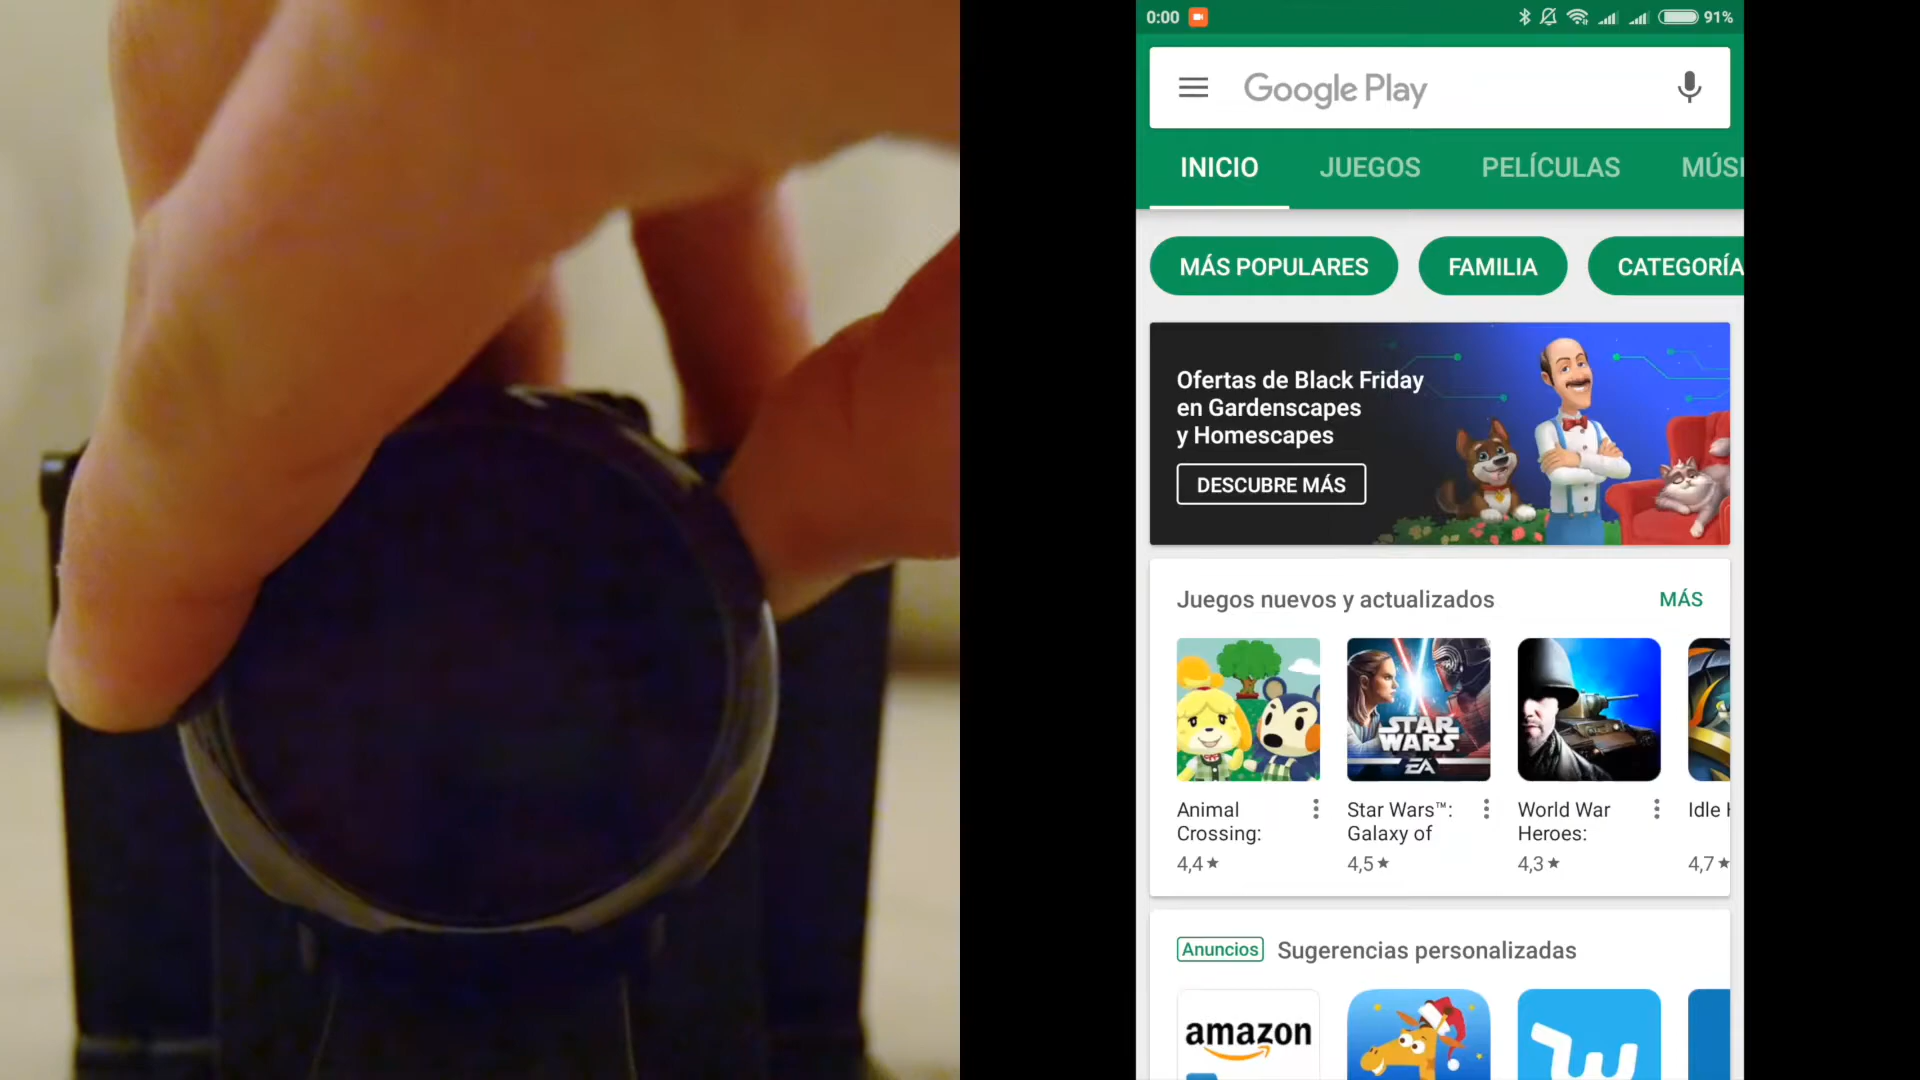 0:00
91%
Google Play
INICIO
JUEGOS
PELÍCULAS
MÚSI
MÁS POPULARES
FAMILIA
CATEGORÍA
Ofertas de Black Friday
en Gardenscapes
y Homescapes
DESCUBRE MÁS
Juegos nuevos y actualizados
MÁS
STAR
WARS
EA
Animal
Crossing:
4,4★
Star Wars™:
Galaxy of
4,5★
World War
Heroes:
4,3★
Idle
4,7★
Anuncios
Sugerencias personalizadas
amazon